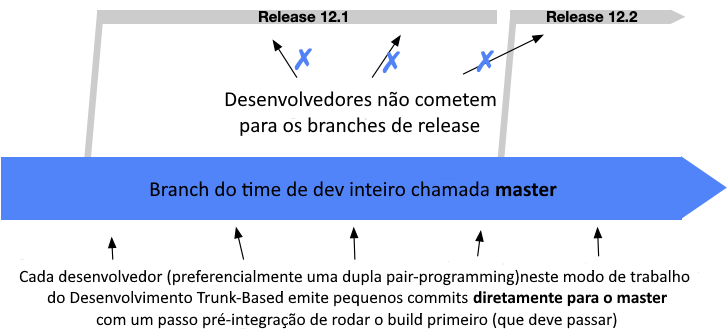 Release 12.1
Release 12.2
Desenvolvedores não cometem
para os branches de release
Branch do time de dev inteiro chamada master
Cada desenvolvedor (preferencialmente uma dupla pair-programming)neste modo de trabalho
do Desenvolvimento Trunk-Based emite pequenos commits diretamente para o master
com um passo pré-integração de rodar o build primeiro (que deve passar)